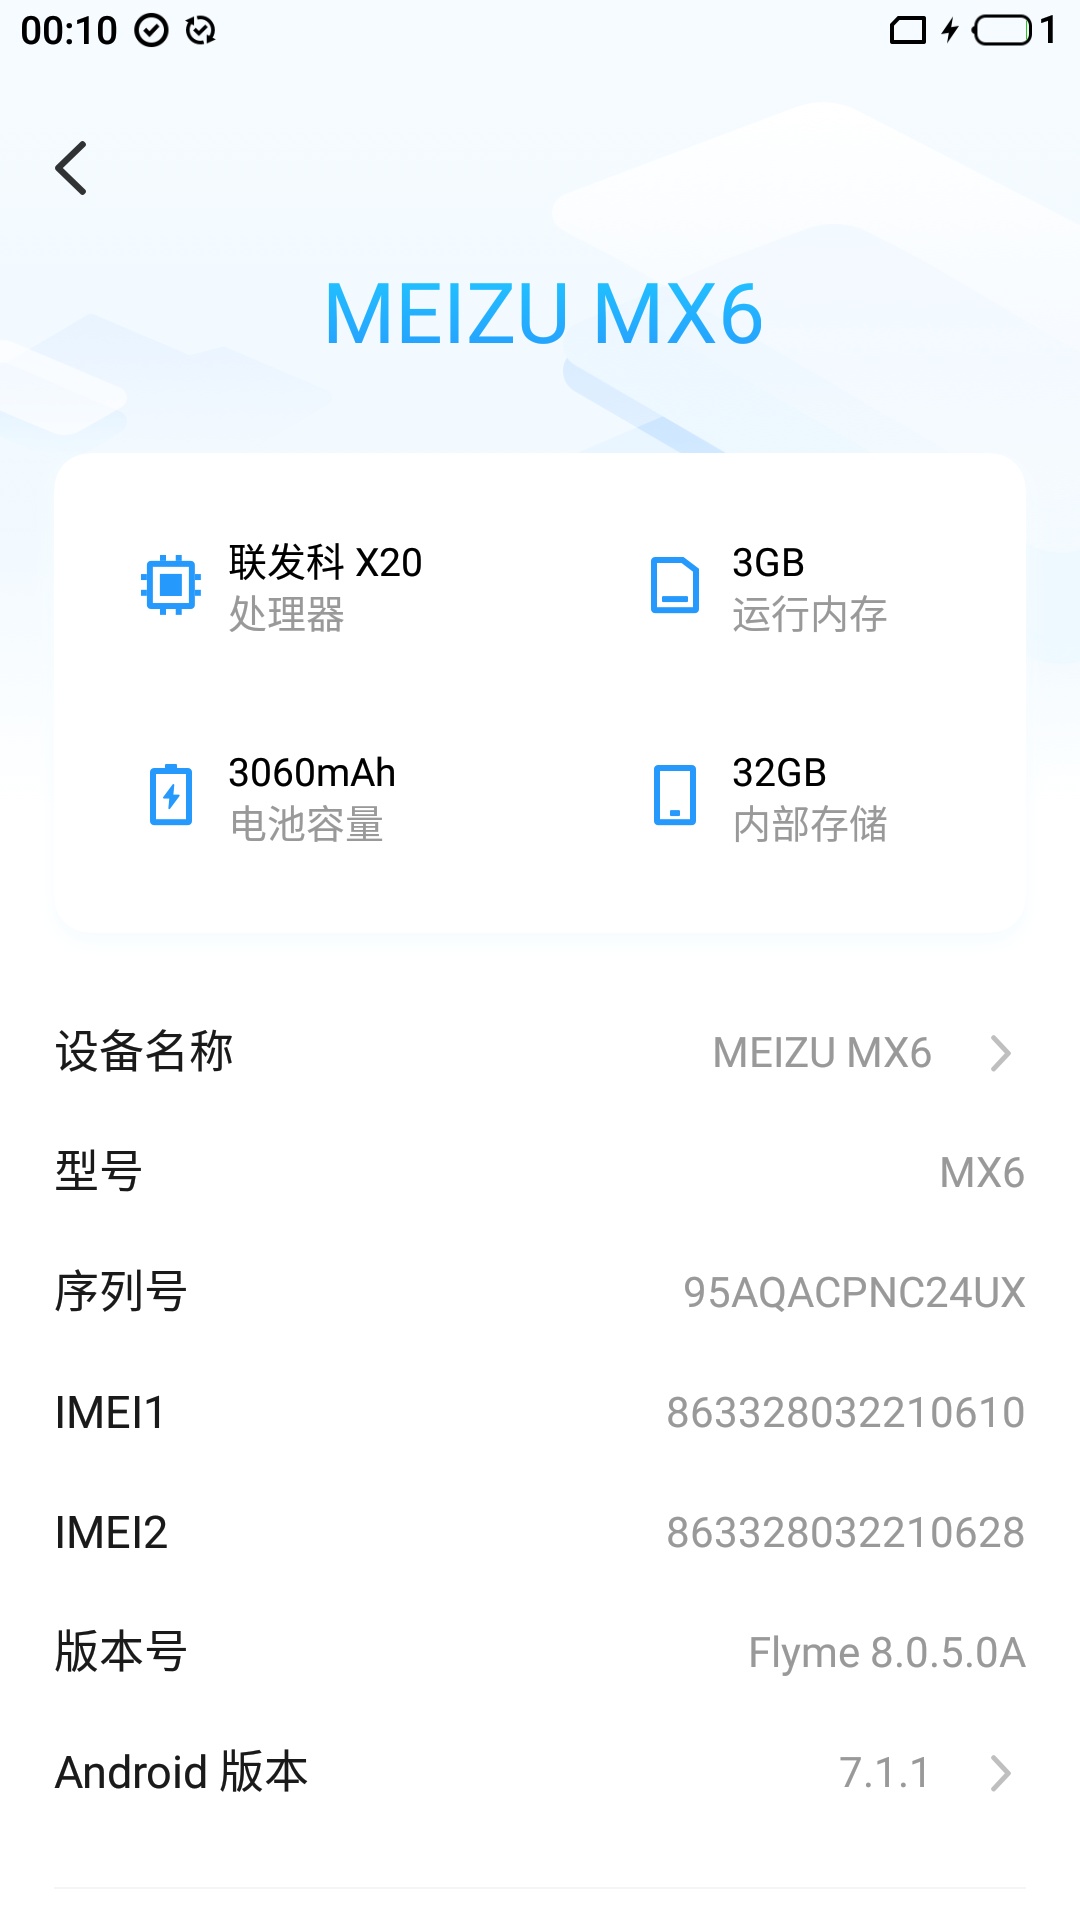 00:10 1
MEIZU MX6
联发科 X20
处理器
3GB
运行内存
3060mAh
电池容量
32GB
内部存储
设备名称 MEIZU MX6
型号 MX6
序列号 95AQACPNC24UX
IMEI1 863328032210610
IMEI2 863328032210628
版本号 Flyme 8.0.5.0A
Android 版本 7.1.1